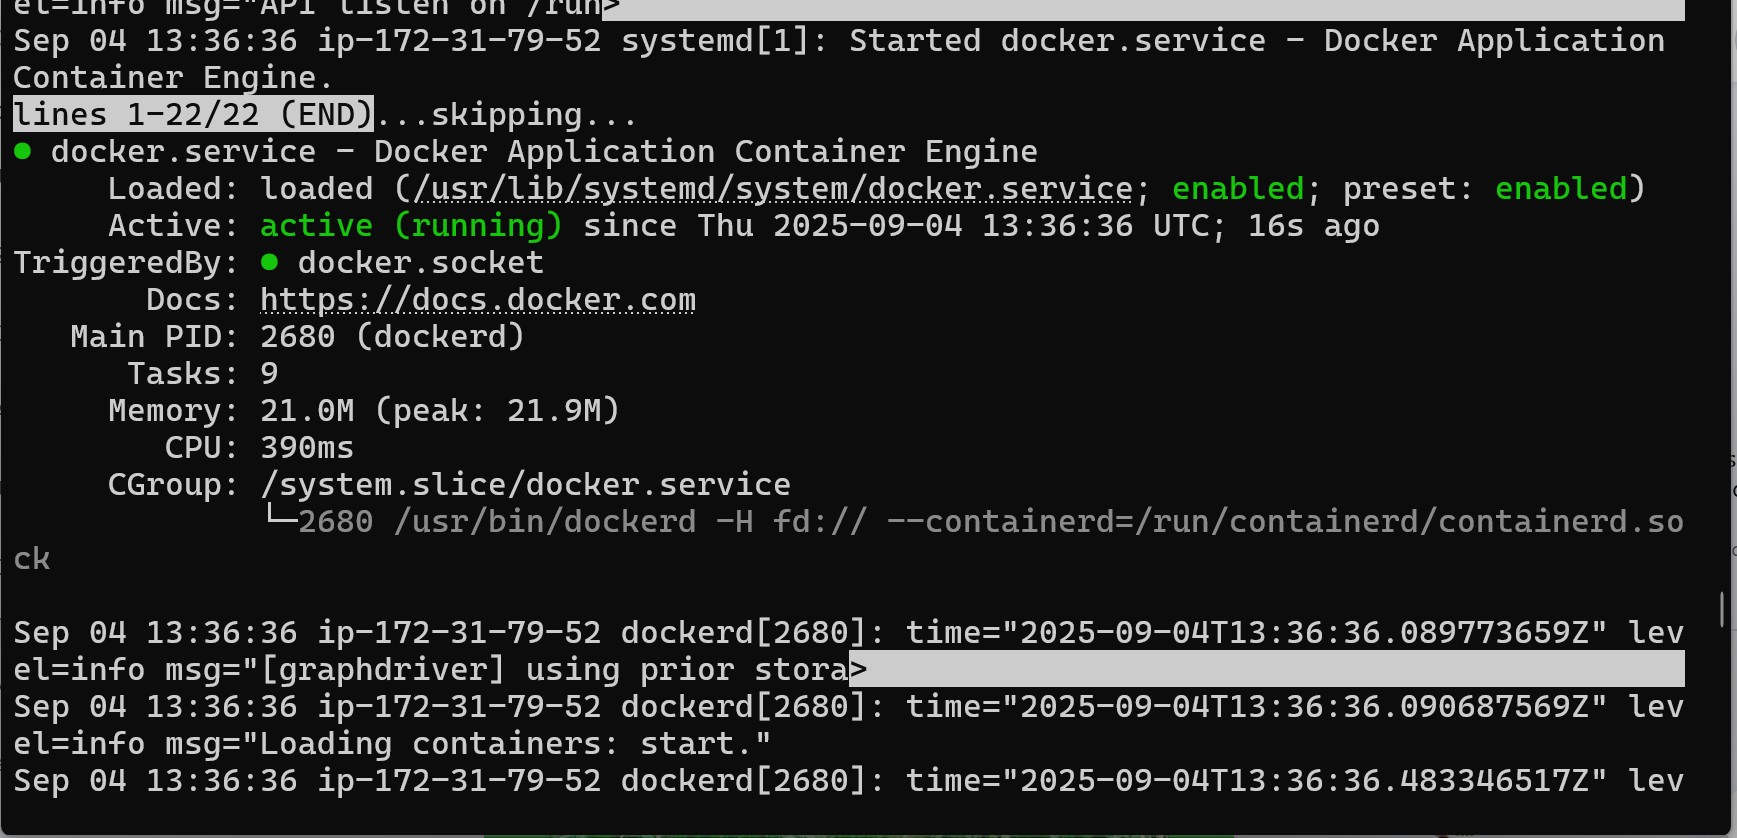 el=info msg="API listen on /run>
Sep 04 13:36:36 ip-172-31-79-52 systemd[1]: Started docker.service - Docker Application
Container Engine.
lines 1-22/22 (END)...skipping...
● docker.service - Docker Application Container Engine
     Loaded: loaded (/usr/lib/systemd/system/docker.service; enabled; preset: enabled)
     Active: active (running) since Thu 2025-09-04 13:36:36 UTC; 16s ago
TriggeredBy: ● docker.socket
       Docs: https://docs.docker.com
   Main PID: 2680 (dockerd)
      Tasks: 9
     Memory: 21.0M (peak: 21.9M)
        CPU: 390ms
     CGroup: /system.slice/docker.service
             └─2680 /usr/bin/dockerd -H fd:// --containerd=/run/containerd/containerd.so
ck
Sep 04 13:36:36 ip-172-31-79-52 dockerd[2680]: time="2025-09-04T13:36:36.089773659Z" lev
el=info msg="[graphdriver] using prior stora>
Sep 04 13:36:36 ip-172-31-79-52 dockerd[2680]: time="2025-09-04T13:36:36.090687569Z" lev
el=info msg="Loading containers: start."
Sep 04 13:36:36 ip-172-31-79-52 dockerd[2680]: time="2025-09-04T13:36:36.483346517Z" lev